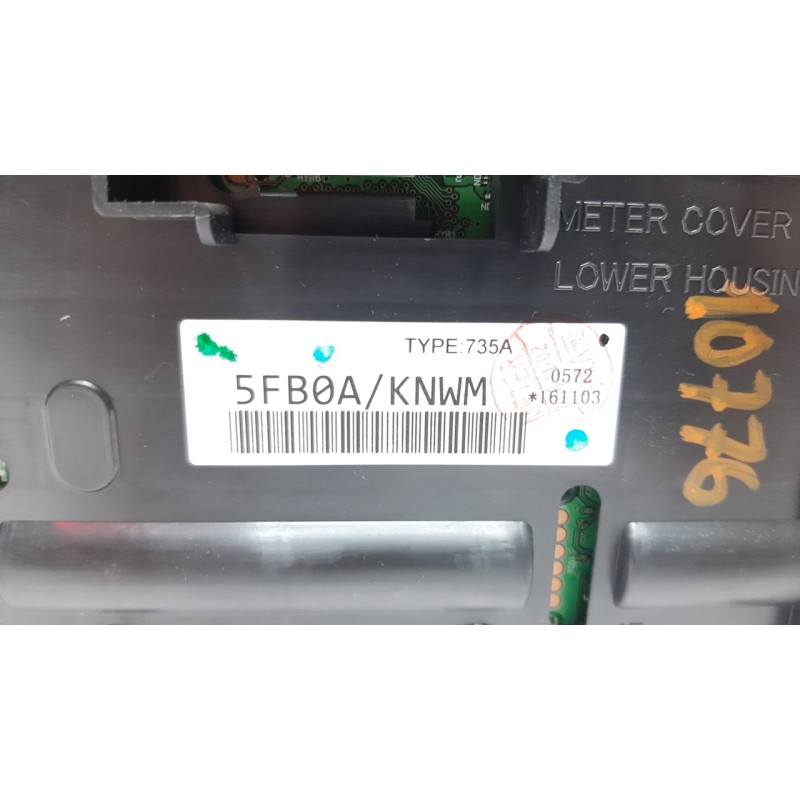 METER COVER
LOWER HOUSIN
TYPE:735A
5FB0A/KNWM
0572
*161103
10776